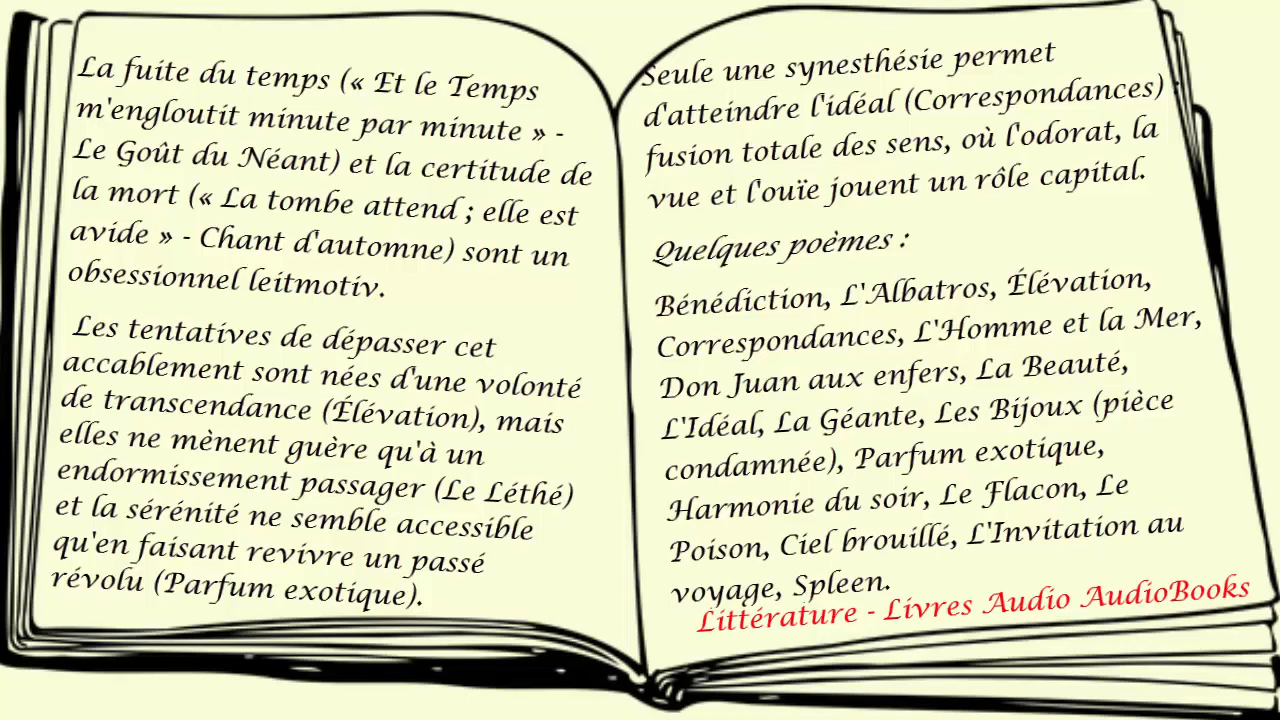 La fuite du temps (« Et le Temps
m'engloutit minute par minute » -
Le Goût du Néant) et la certitude de
la mort (« La tombe attend ; elle est
avide » - Chant d'automne) sont un
obsessionnel leitmotiv.
Les tentatives de dépasser cet
accablement sont nées d'une volonté
de transcendance (Élévation), mais
elles ne mènent guère qu'à un
endormissement passager (Le Léthé)
et la sérénité ne semble accessible
qu'en faisant revivre un passé
révolu (Parfum exotique).
Seule une synesthésie permet
d'atteindre l'idéal (Correspondances) :
fusion totale des sens, où l'odorat, la
vue et l'ouïe jouent un rôle capital.
Quelques poèmes :
Bénédiction, L'Albatros, Élévation,
Correspondances, L'Homme et la Mer,
Don Juan aux enfers, La Beauté,
L'Idéal, La Géante, Les Bijoux (pièce
condamnée), Parfum exotique,
Harmonie du soir, Le Flacon, Le
Poison, Ciel brouillé, L'Invitation au
voyage, Spleen.
Littérature - Livres Audio AudioBooks